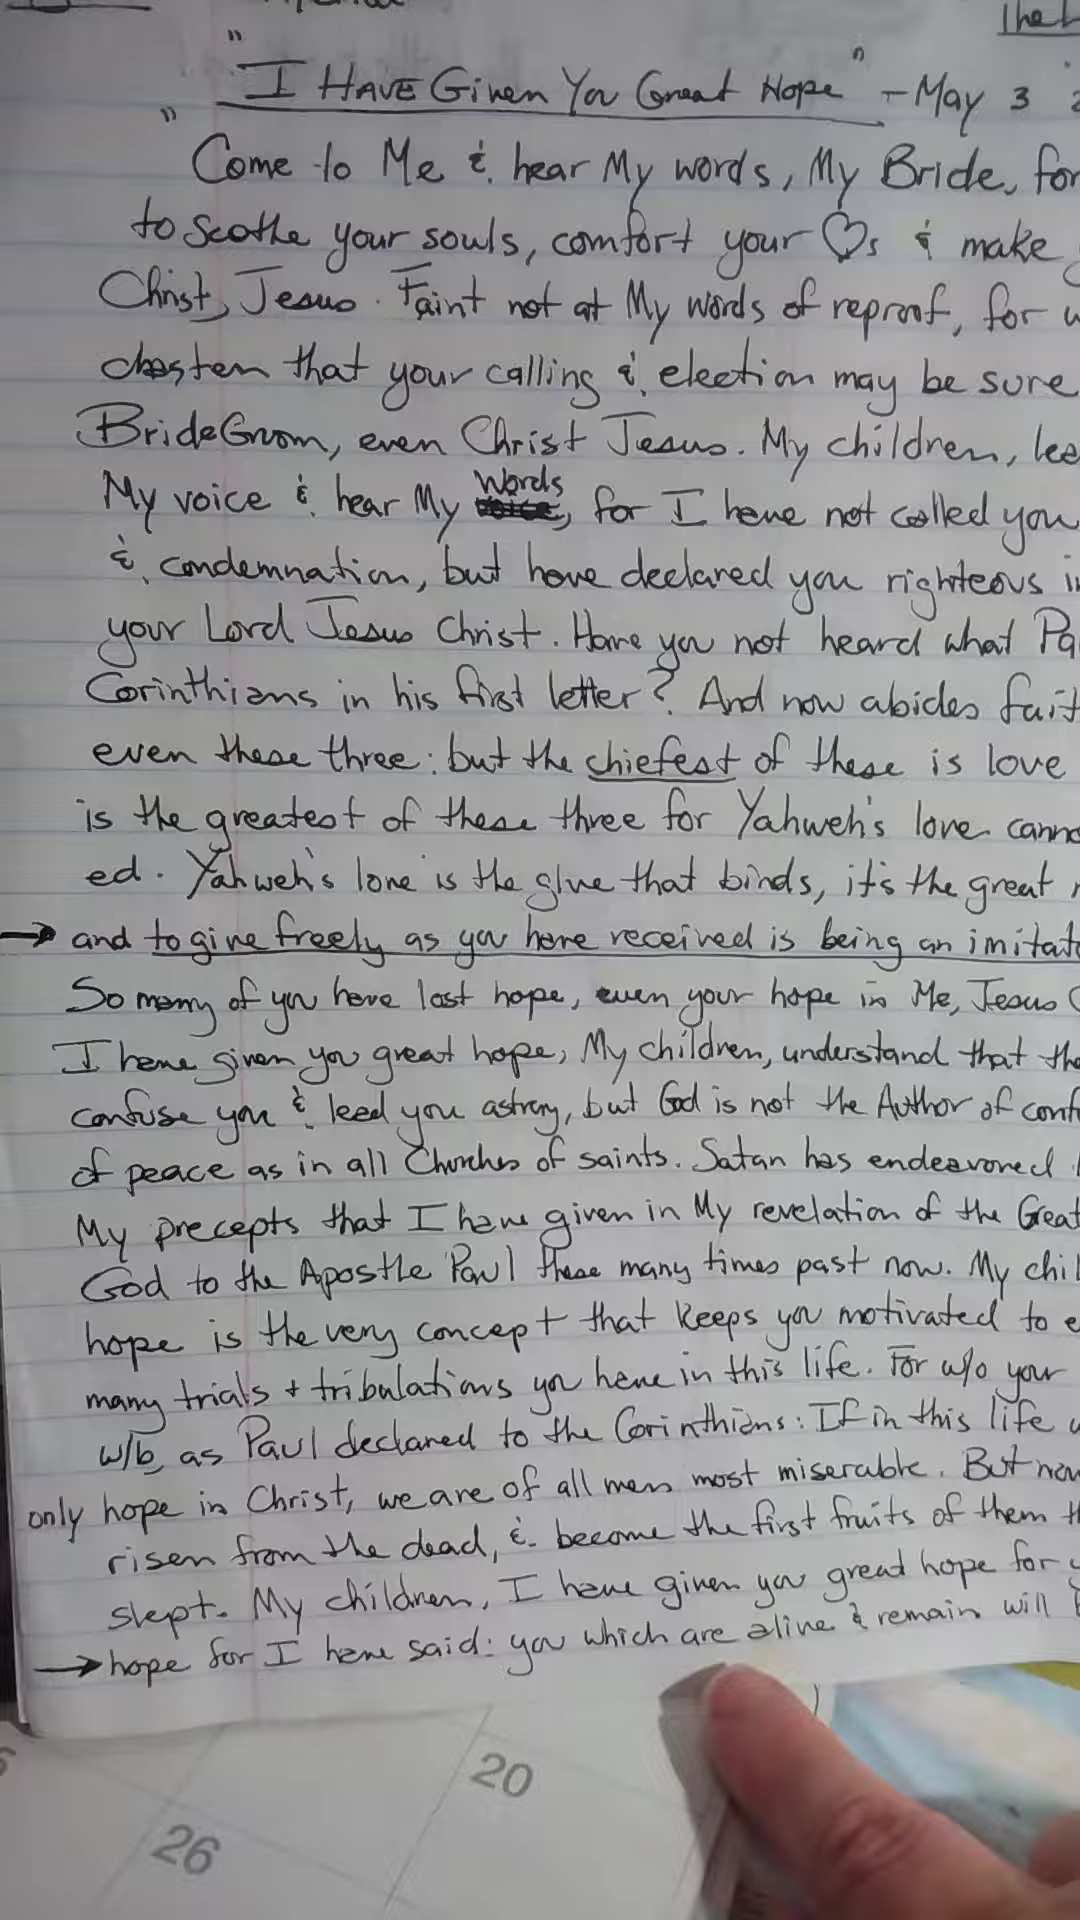 The
"I HAVE Given You Great Hope" - May 3
" Come to Me & hear My words, My Bride, for
to soothe your souls, comfort your ♡s & make
Christ, Jesus. Faint not at My words of reproof, for
chasten that your calling & election may be sure
BrideGroom, even Christ Jesus. My children,
My voice & hear My Words, for I have not called you
& condemnation, but have declared you righteous
your Lord Jesus Christ. Have you not heard what
Corinthians in his first letter? And now abides
even these three: but the chiefest of these is love
is the greatest of these three for Yahweh's love
ed. Yahweh's love is the glue that binds, it's the great
→ and to give freely as you have received is being an
So many of you have lost hope, even your hope in Me, Jesus
I have given you great hope, My children, understand that
confuse you & lead you astray, but God is not the Author of
of peace as in all Churches of saints. Satan has endeavored
My precepts that I have given in My revelation of the Great
God to the Apostle Paul these many times past now. My
hope is the very concept that keeps you motivated to
many trials + tribulations you have in this life. For w/o your
w/b, as Paul declared to the Corinthians: If in this life
only hope in Christ, we are of all men most miserable. But
risen from the dead, & become the first fruits of them
slept. My children, I have given you great hope for
→ hope for I have said: you which are alive & remain will
20
26